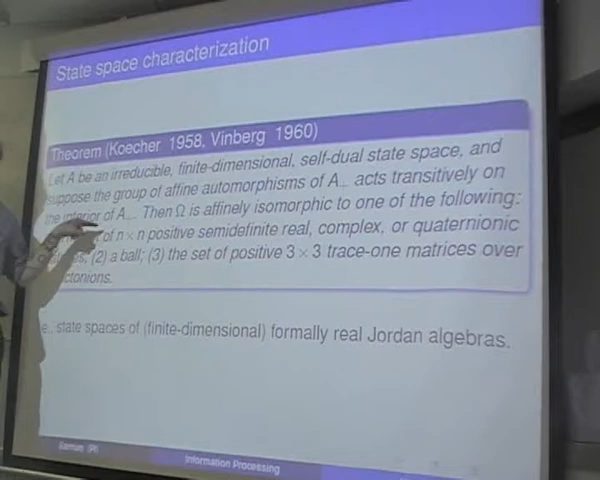 State space characterization
Theorem (Koecher 1958, Vinberg 1960)
Let A be an irreducible, finite-dimensional, self-dual state space, and
suppose the group of affine automorphisms of A₊ acts transitively on
the interior of A₊. Then Ω is affinely isomorphic to one of the following:
of n × n positive semidefinite real, complex, or quaternionic
(2) a ball; (3) the set of positive 3 × 3 trace-one matrices over
ctonions.
e., state spaces of (finite-dimensional) formally real Jordan algebras.
Barnum (PI)
Information Processing